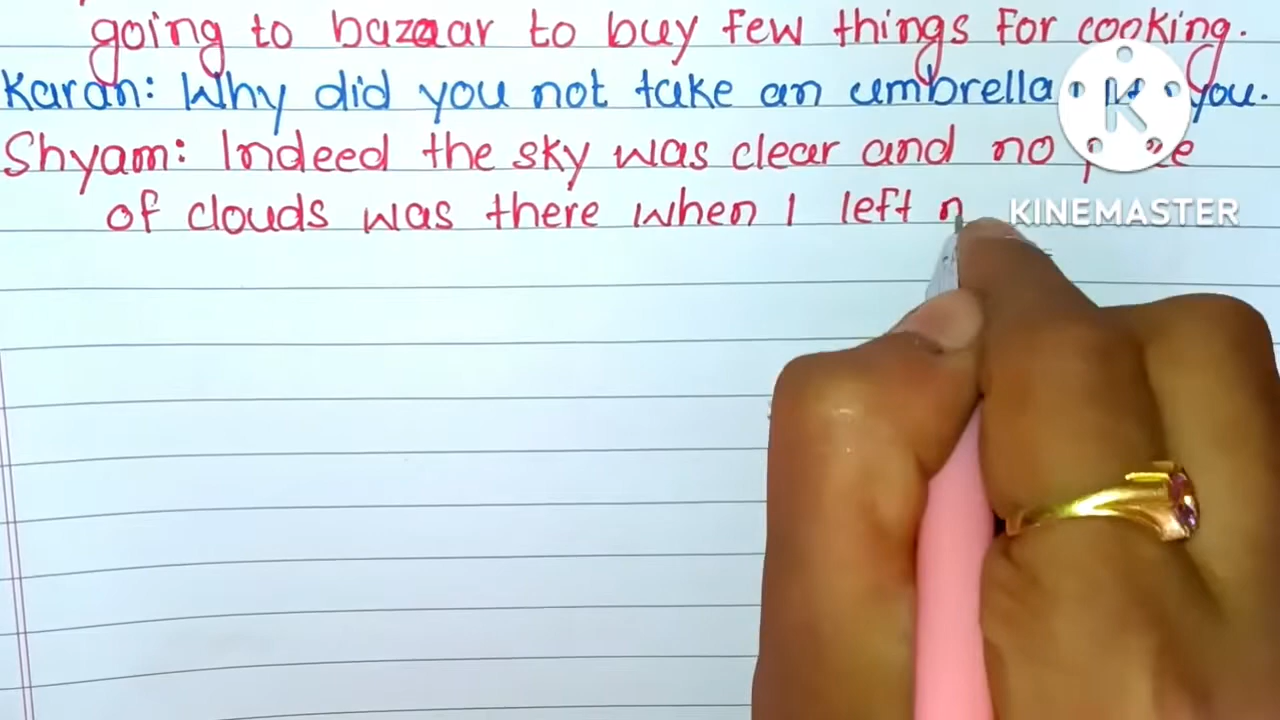 going to bazaar to buy few things for cooking.
Karan: Why did you not take an umbrella you.
Shyam: Indeed the sky was clear and no
of clouds was there when I left
K
KINEMASTER